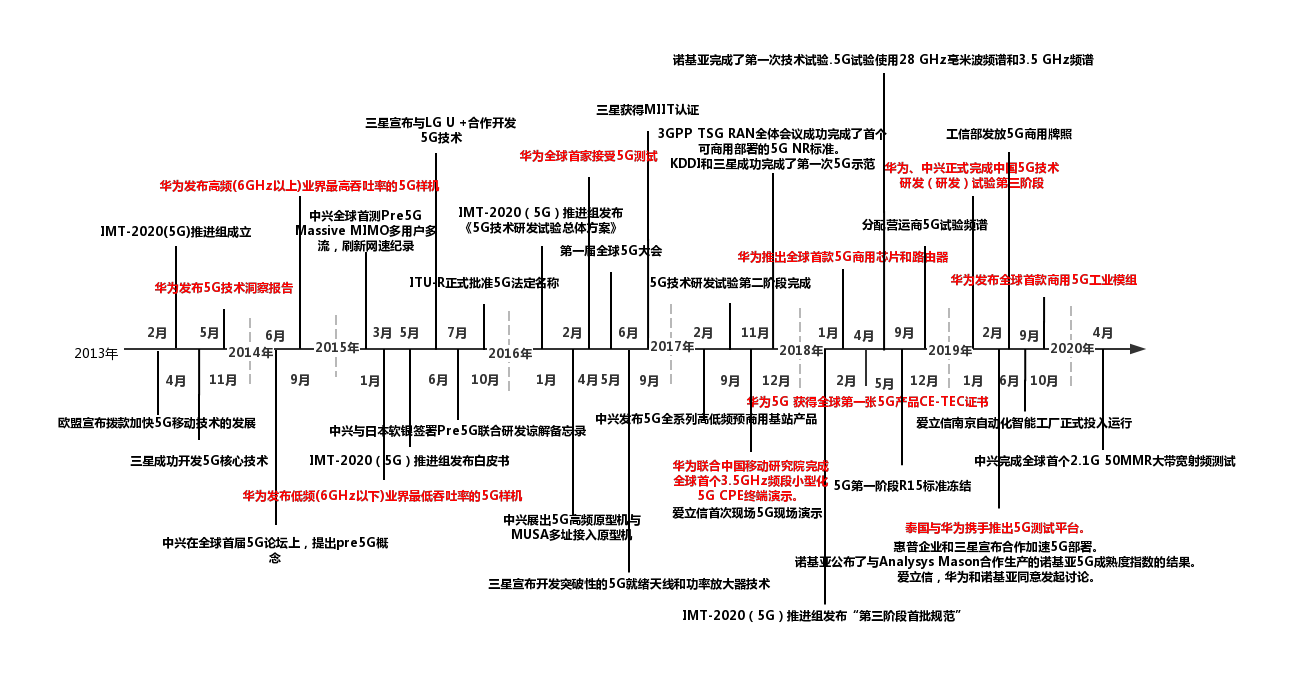 诺基亚完成了第一次技术试验.5G试验使用28 GHz毫米波频谱和3.5 GHz频谱
三星获得MIIT认证
三星宣布与LG U +合作开发
5G技术
3GPP TSG RAN全体会议成功完成了首个
可商用部署的5G NR标准。
KDDI和三星成功完成了第一次5G示范
工信部发放5G商用牌照
华为全球首家接受5G测试
华为、中兴正式完成中国5G技术
研发（研发）试验第三阶段
华为发布高频(6GHz以上)业界最高吞吐率的5G样机
中兴全球首测Pre5G
Massive MIMO多用户多
流，刷新网速纪录
IMT-2020（5G）推进组发布
《5G技术研发试验总体方案》
分配营运商5G试验频谱
IMT-2020(5G)推进组成立
第一届全球5G大会
华为推出全球首款5G商用芯片和路由器
华为发布5G技术洞察报告
ITU-R正式批准5G法定名称
5G技术研发试验第二阶段完成
华为发布全球首款商用5G工业模组
2月
5月
6月
3月
5月
7月
2月
6月
2月
11月
1月
4月
9月
2月
9月
4月
2013年
2014年
2015年
2016年
2017年
2018年
2019年
2020年
4月
11月
9月
1月
6月
10月
1月
4月
5月
9月
9月
12月
2月
5月
12月
1月
6月
10月
华为5G 获得全球第一张5G产品CE-TEC证书
欧盟宣布拨款加快5G移动技术的发展
中兴发布5G全系列高低频预商用基站产品
爱立信南京自动化智能工厂正式投入运行
中兴与日本软银签署Pre5G联合研发谅解备忘录
三星成功开发5G核心技术
IMT-2020（5G）推进组发布白皮书
中兴完成全球首个2.1G 50MMR大带宽射频测试
华为联合中国移动研究院完成
全球首个3.5GHz频段小型化
5G CPE终端演示。
爱立信首次现场5G现场演示
5G第一阶段R15标准冻结
华为发布低频(6GHz以下)业界最低吞吐率的5G样机
中兴展出5G高频原型机与
MUSA多址接入原型机
泰国与华为携手推出5G测试平台。
中兴在全球首届5G论坛上，提出pre5G概
念
惠普企业和三星宣布合作加速5G部署。
诺基亚公布了与Analysys Mason合作生产的诺基亚5G成熟度指数的结果。
爱立信，华为和诺基亚同意发起讨论。
三星宣布开发突破性的5G就绪天线和功率放大器技术
IMT-2020（5G）推进组发布“第三阶段首批规范”